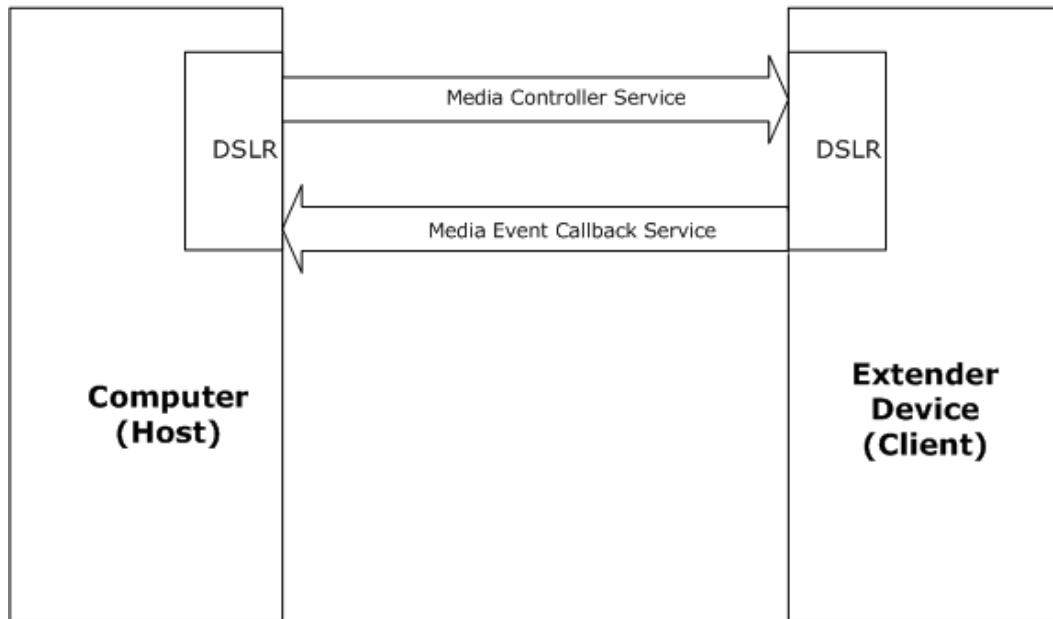 Media Controller Service
DSLR
DSLR
Media Event Callback Service
Computer
(Host)
Extender
Device
(Client)